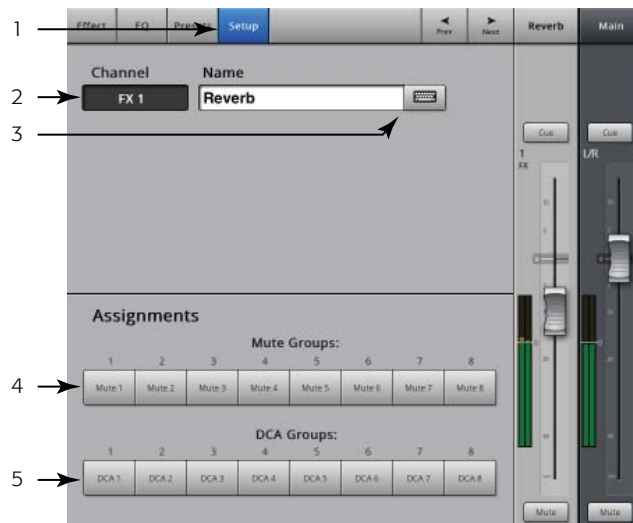 1
Effect EQ Presets Setup Prev Next Reverb Main
Channel Name
2 FX 1 Reverb
3
Cue Cue
1 L/R
FX
Assignments
Mute Groups:
1 2 3 4 5 6 7 8
4 Mute 1 Mute 2 Mute 3 Mute 4 Mute 5 Mute 6 Mute 7 Mute 8
DCA Groups:
1 2 3 4 5 6 7 8
5 DCA 1 DCA 2 DCA 3 DCA 4 DCA 5 DCA 6 DCA 7 DCA 8
Mute Mute